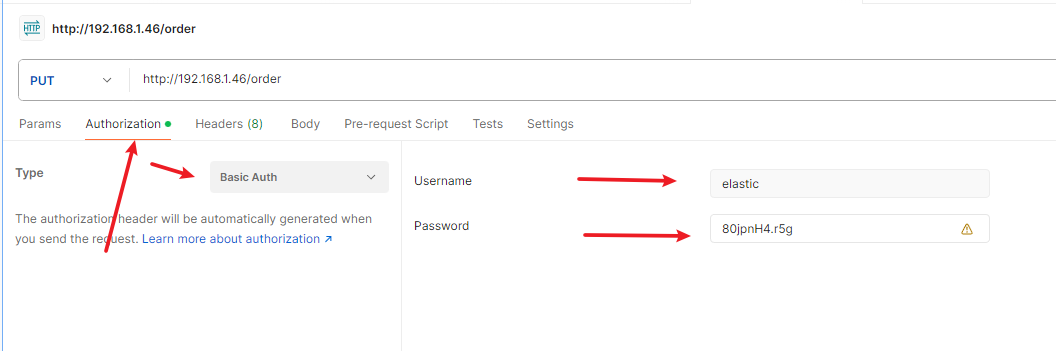 HTTP http://192.168.1.46/order
PUT http://192.168.1.46/order
Params Authorization Headers (8) Body Pre-request Script Tests Settings
Type Basic Auth
Username elastic
The authorization header will be automatically generated when
you send the request. Learn more about authorization ↗
Password 80jpnH4.r5g